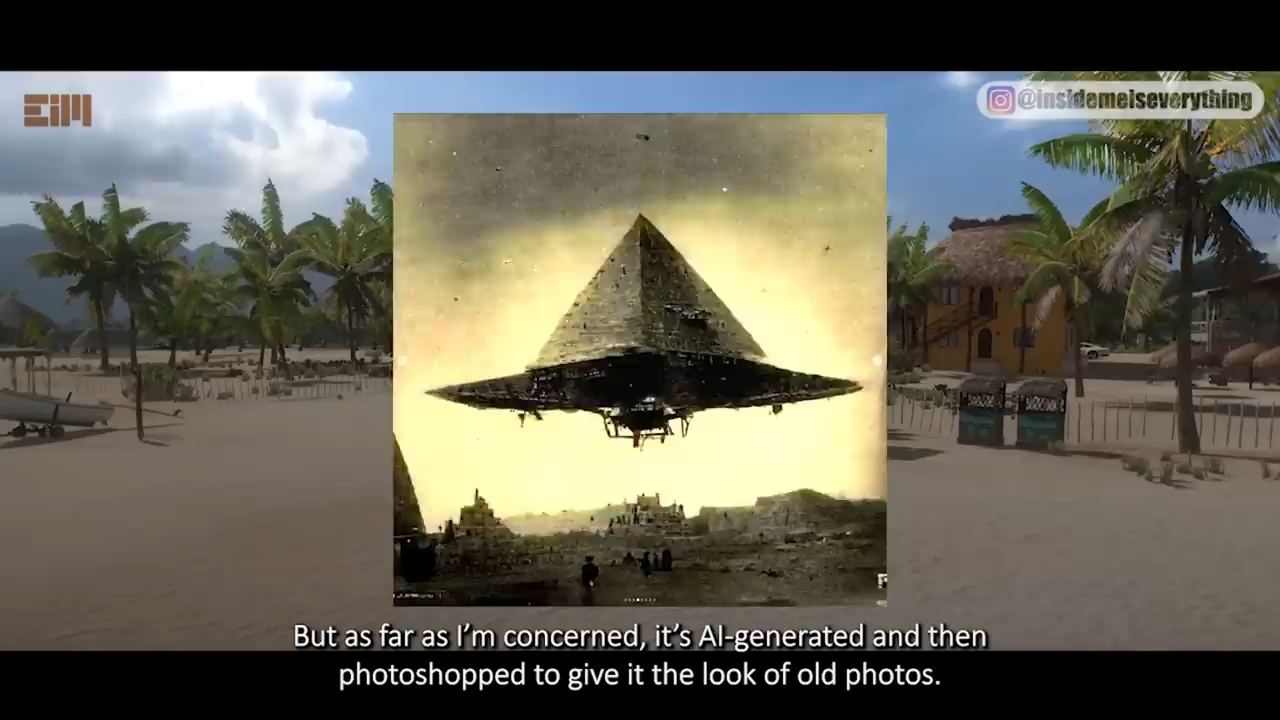 EIM
@insidemeiseverything
But as far as I'm concerned, it's AI-generated and then
photoshopped to give it the look of old photos.